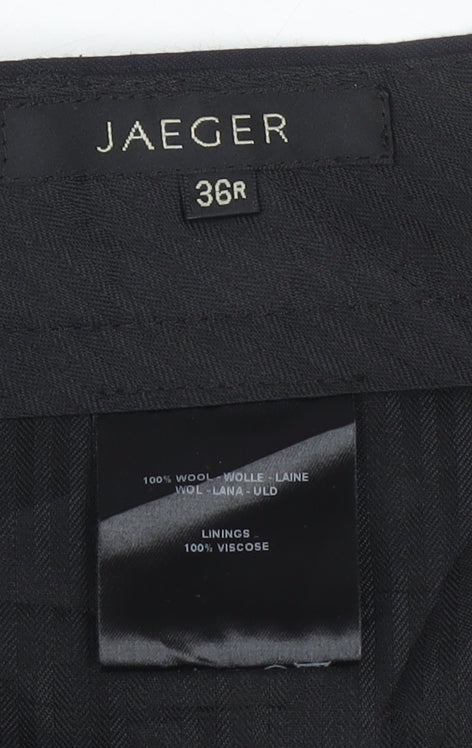 JAEGER
36R
100% WOOL - WOLLE - LAINE
WOL - LANA - ULD
LININGS
100% VISCOSE